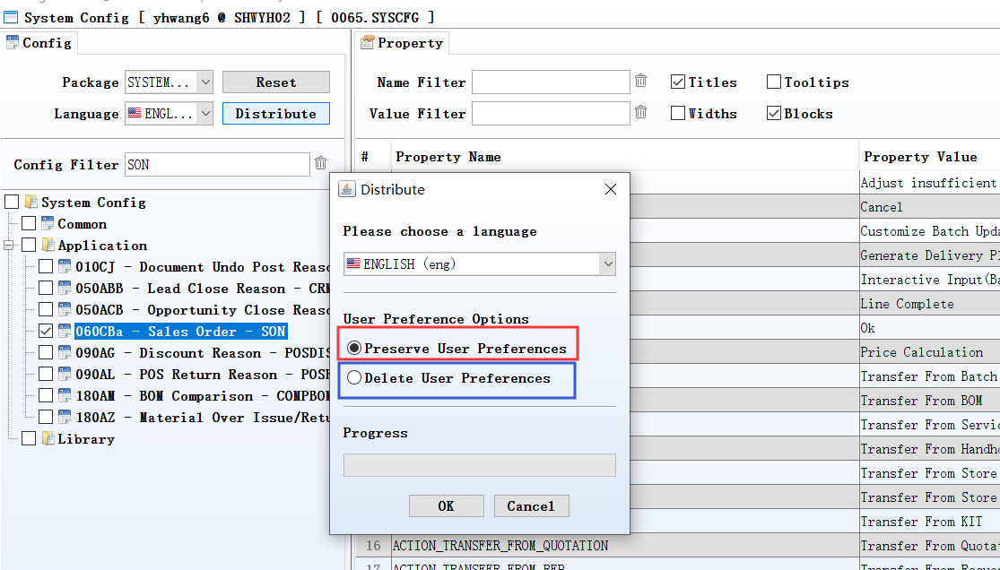 System Config [ yhwang6 @ SHWYH02 ] [ 0065.SYSCFG ]
Config
Package SYSTEM... Reset
Language ENGL... Distribute
Config Filter SON
System Config
Common
Application
010CJ - Document Undo Post Reaso
050ABB - Lead Close Reason - CRM
050ACB - Opportunity Close Reaso
060CBa - Sales Order - SON
090AG - Discount Reason - POSDIS
090AL - POS Return Reason - POSR
180AM - BOM Comparison - COMPBOM
180AZ - Material Over Issue/Retu
Library
Property
Name Filter Titles Tooltips
Value Filter Widths Blocks
# Property Name Property Value
Adjust insufficient
Cancel
Customize Batch Upda
Generate Delivery Pl
Interactive Input(Ba
Line Complete
Ok
Price Calculation
Transfer From Batch
Transfer From BOM
Transfer From Servic
Transfer From Handho
Transfer From Store
Transfer From Store
Transfer From KIT
16 ACTION_TRANSFER_FROM_QUOTATION Transfer From Quotat
17 ACTION_TRANSFER_FROM_RFP
Distribute
Please choose a language
ENGLISH (eng)
User Preference Options
Preserve User Preferences
Delete User Preferences
Progress
OK Cancel